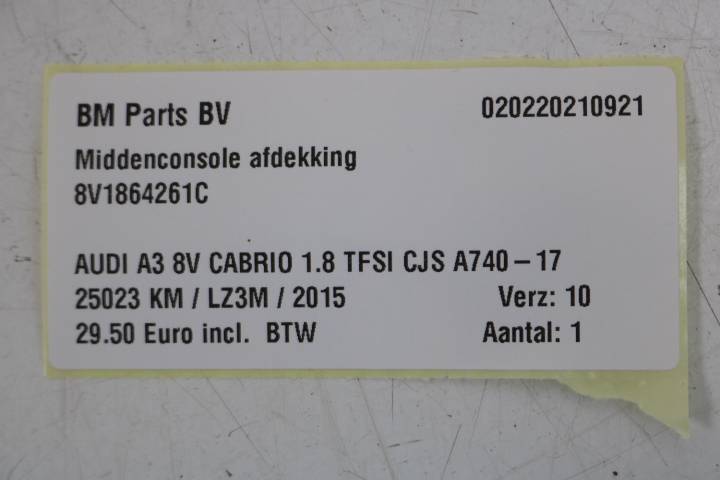 BM Parts BV 020220210921
Middenconsole afdekking
8V1864261C
AUDI A3 8V CABRIO 1.8 TFSI CJS A740 – 17
25023 KM / LZ3M / 2015 Verz: 10
29.50 Euro incl. BTW Aantal: 1